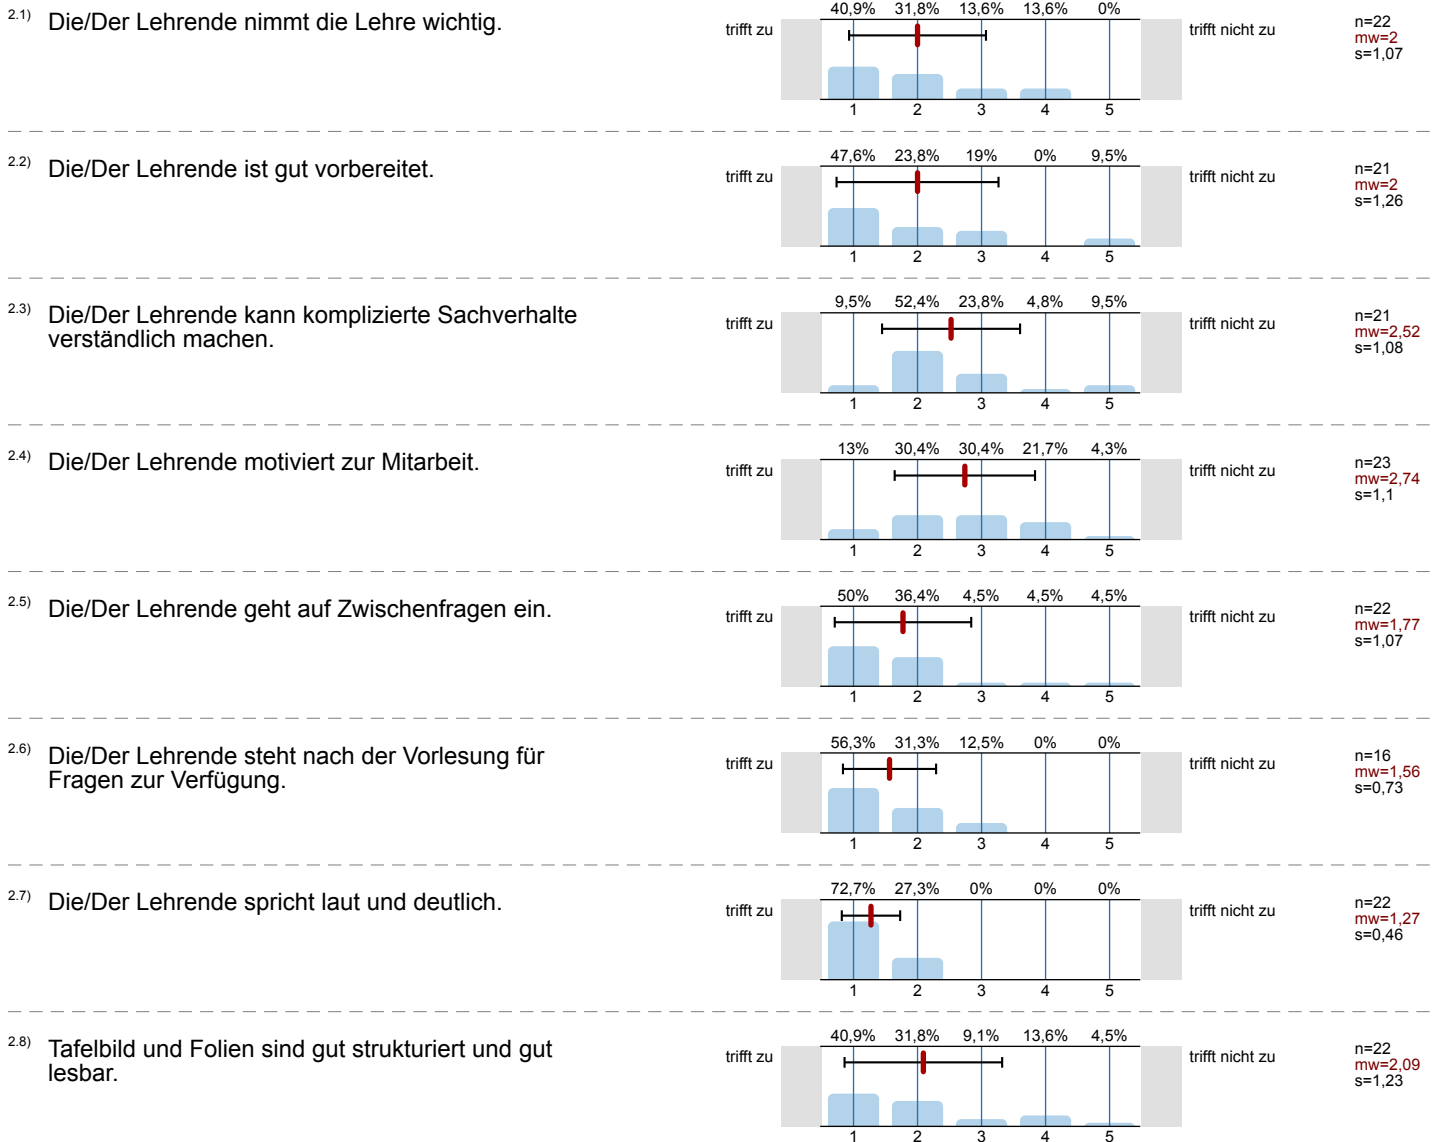 2.1) Die/Der Lehrende nimmt die Lehre wichtig.
40,9% 31,8% 13,6% 13,6% 0%
trifft zu
trifft nicht zu
n=22
mw=2
s=1,07
1 2 3 4 5
2.2) Die/Der Lehrende ist gut vorbereitet.
47,6% 23,8% 19% 0% 9,5%
trifft zu
trifft nicht zu
n=21
mw=2
s=1,26
1 2 3 4 5
2.3) Die/Der Lehrende kann komplizierte Sachverhalte
verständlich machen.
9,5% 52,4% 23,8% 4,8% 9,5%
trifft zu
trifft nicht zu
n=21
mw=2,52
s=1,08
1 2 3 4 5
2.4) Die/Der Lehrende motiviert zur Mitarbeit.
13% 30,4% 30,4% 21,7% 4,3%
trifft zu
trifft nicht zu
n=23
mw=2,74
s=1,1
1 2 3 4 5
2.5) Die/Der Lehrende geht auf Zwischenfragen ein.
50% 36,4% 4,5% 4,5% 4,5%
trifft zu
trifft nicht zu
n=22
mw=1,77
s=1,07
1 2 3 4 5
2.6) Die/Der Lehrende steht nach der Vorlesung für
Fragen zur Verfügung.
56,3% 31,3% 12,5% 0% 0%
trifft zu
trifft nicht zu
n=16
mw=1,56
s=0,73
1 2 3 4 5
2.7) Die/Der Lehrende spricht laut und deutlich.
72,7% 27,3% 0% 0% 0%
trifft zu
trifft nicht zu
n=22
mw=1,27
s=0,46
1 2 3 4 5
2.8) Tafelbild und Folien sind gut strukturiert und gut
lesbar.
40,9% 31,8% 9,1% 13,6% 4,5%
trifft zu
trifft nicht zu
n=22
mw=2,09
s=1,23
1 2 3 4 5